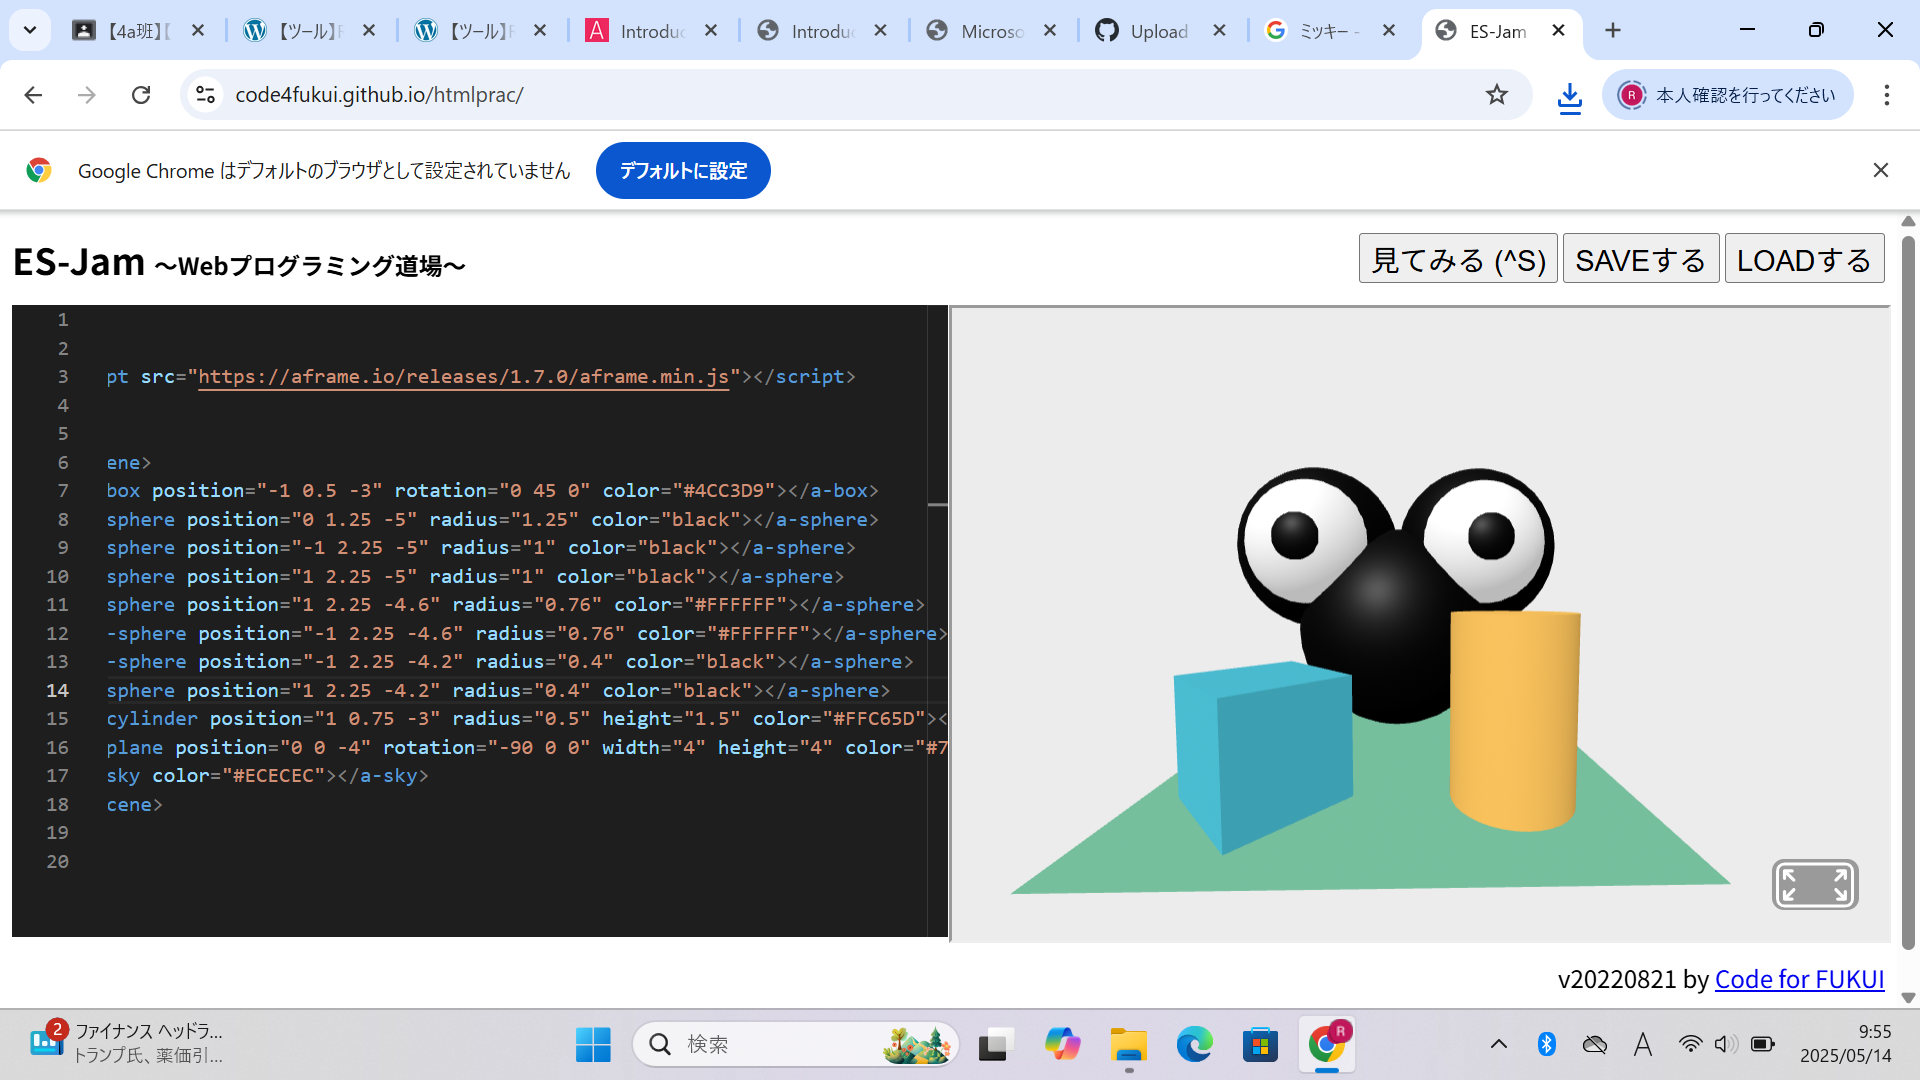 【4a班】【
【ツール】F
【ツール】F
Introduc
Introduc
Microso
Upload
ミッキー -
ES-Jam
code4fukui.github.io/htmlprac/
R
本人確認を行ってください
Google Chrome はデフォルトのブラウザとして設定されていません
デフォルトに設定
ES-Jam ～Webプログラミング道場～
見てみる (^S)
SAVEする
LOADする
1
2
3 pt src="https://aframe.io/releases/1.7.0/aframe.min.js"></script>
4
5
6 ene>
7 box position="-1 0.5 -3" rotation="0 45 0" color="#4CC3D9"></a-box>
8 sphere position="0 1.25 -5" radius="1.25" color="black"></a-sphere>
9 sphere position="-1 2.25 -5" radius="1" color="black"></a-sphere>
10 sphere position="1 2.25 -5" radius="1" color="black"></a-sphere>
11 sphere position="1 2.25 -4.6" radius="0.76" color="#FFFFFF"></a-sphere>
12 -sphere position="-1 2.25 -4.6" radius="0.76" color="#FFFFFF"></a-sphere>
13 -sphere position="-1 2.25 -4.2" radius="0.4" color="black"></a-sphere>
14 sphere position="1 2.25 -4.2" radius="0.4" color="black"></a-sphere>
15 cylinder position="1 0.75 -3" radius="0.5" height="1.5" color="#FFC65D"><
16 plane position="0 0 -4" rotation="-90 0 0" width="4" height="4" color="#7
17 sky color="#ECECEC"></a-sky>
18 cene>
19
20
v20220821 by Code for FUKUI
2
ファイナンス ヘッドラ...
トランプ氏、薬価引...
検索
R
A
9:55
2025/05/14